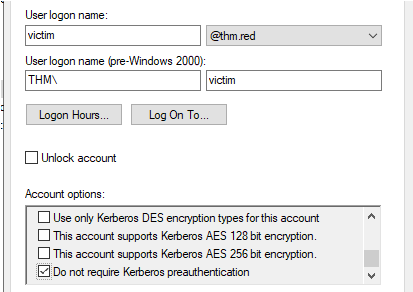 User logon name:
victim @thm.red
User logon name (pre-Windows 2000):
THM\ victim
Logon Hours... Log On To...
Unlock account
Account options:
Use only Kerberos DES encryption types for this account
This account supports Kerberos AES 128 bit encryption.
This account supports Kerberos AES 256 bit encryption.
Do not require Kerberos preauthentication